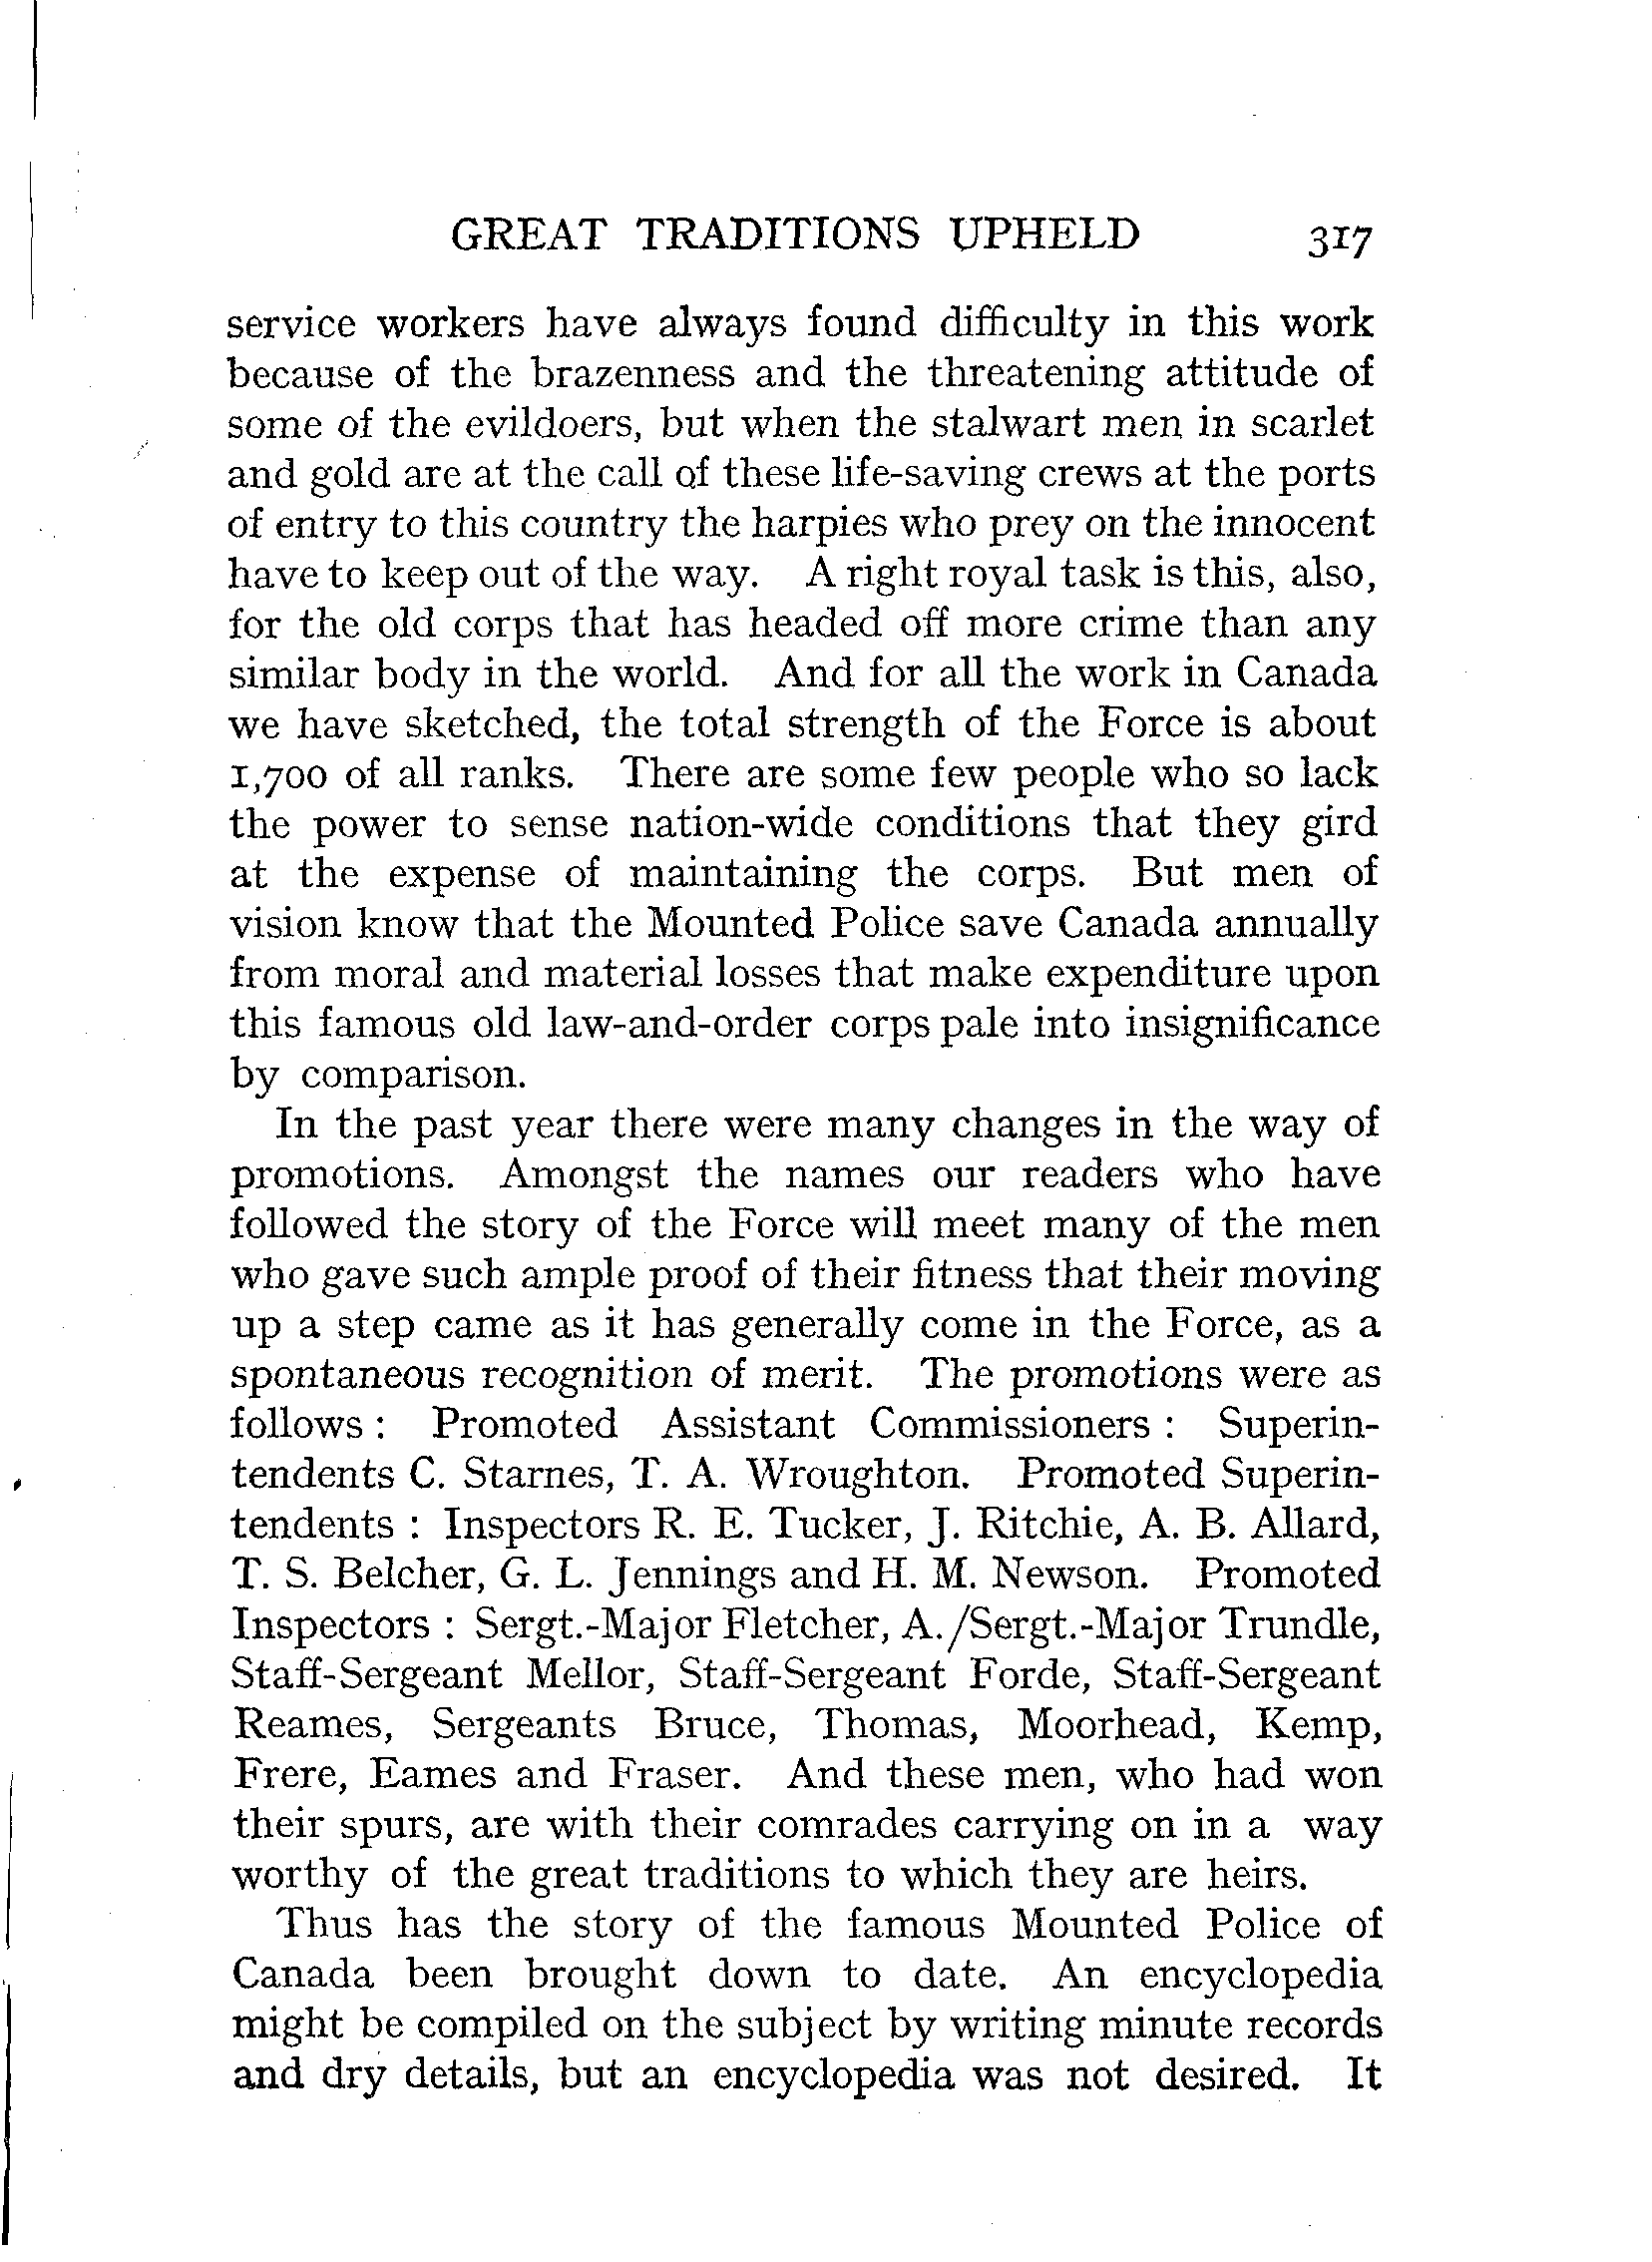 GREAT TRADITIONS UPHELD 317
service workers have always found difficulty in this work
because of the brazenness and the threatening attitude of
some of the evildoers, but when the stalwart men in scarlet
and gold are at the call of these life-saving crews at the ports
of entry to this country the harpies who prey on the innocent
have to keep out of the way. A right royal task is this, also,
for the old corps that has headed off more crime than any
similar body in the world. And for all the work in Canada
we have sketched, the total strength of the Force is about
1,700 of all ranks. There are some few people who so lack
the power to sense nation-wide conditions that they gird
at the expense of maintaining the corps. But men of
vision know that the Mounted Police save Canada annually
from moral and material losses that make expenditure upon
this famous old law-and-order corps pale into insignificance
by comparison.
In the past year there were many changes in the way of
promotions. Amongst the names our readers who have
followed the story of the Force will meet many of the men
who gave such ample proof of their fitness that their moving
up a step came as it has generally come in the Force, as a
spontaneous recognition of merit. The promotions were as
follows : Promoted Assistant Commissioners : Superin-
tendents C. Starnes, T. A. Wroughton. Promoted Superin-
tendents : Inspectors R. E. Tucker, J. Ritchie, A. B. Allard,
T. S. Belcher, G. L. Jennings and H. M. Newson. Promoted
Inspectors : Sergt.-Major Fletcher, A./Sergt.-Major Trundle,
Staff-Sergeant Mellor, Staff-Sergeant Forde, Staff-Sergeant
Reames, Sergeants Bruce, Thomas, Moorhead, Kemp,
Frere, Eames and Fraser. And these men, who had won
their spurs, are with their comrades carrying on in a way
worthy of the great traditions to which they are heirs.
Thus has the story of the famous Mounted Police of
Canada been brought down to date. An encyclopedia
might be compiled on the subject by writing minute records
and dry details, but an encyclopedia was not desired. It